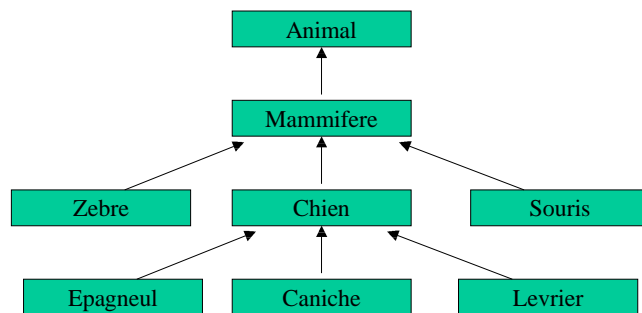 Animal
Mammifere
Zebre
Chien
Souris
Epagneul
Caniche
Levrier